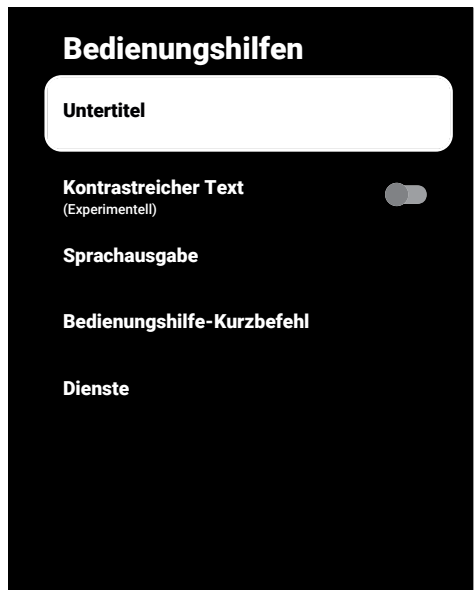 Bedienungshilfen
Untertitel
Kontrastreicher Text
(Experimentell)
Sprachausgabe
Bedienungshilfe-Kurzbefehl
Dienste